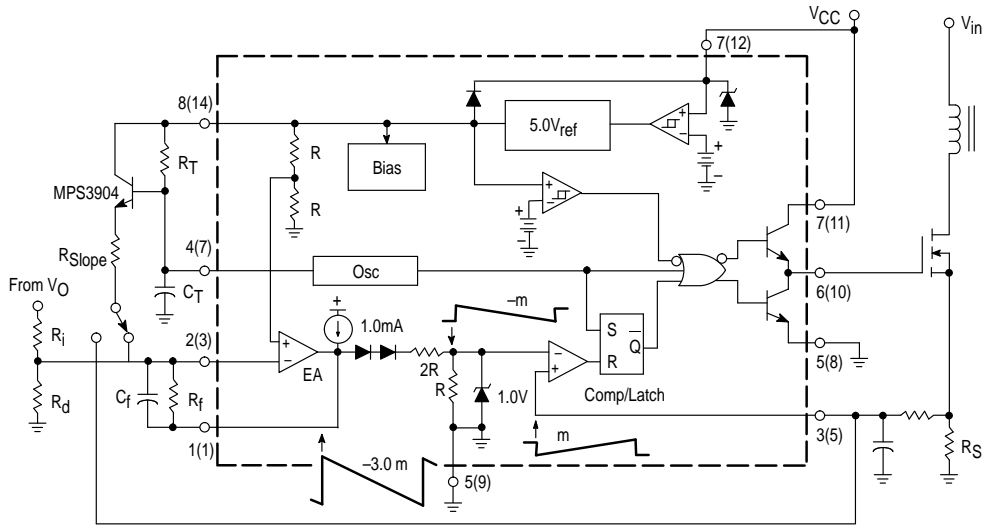 VCC
Vin
7(12)
8(14)
5.0Vref
+
−
RT
R
Bias
+
−
MPS3904
R
+
−
+
−
7(11)
RSlope
4(7)
Osc
From VO
CT
+
−m
6(10)
1.0mA
Ri
2(3)
+
−
EA
2R
S
Q
R
−
+
5(8)
R
1.0V
Comp/Latch
Rd
Cf
Rf
1(1)
3(5)
m
RS
−3.0 m
5(9)